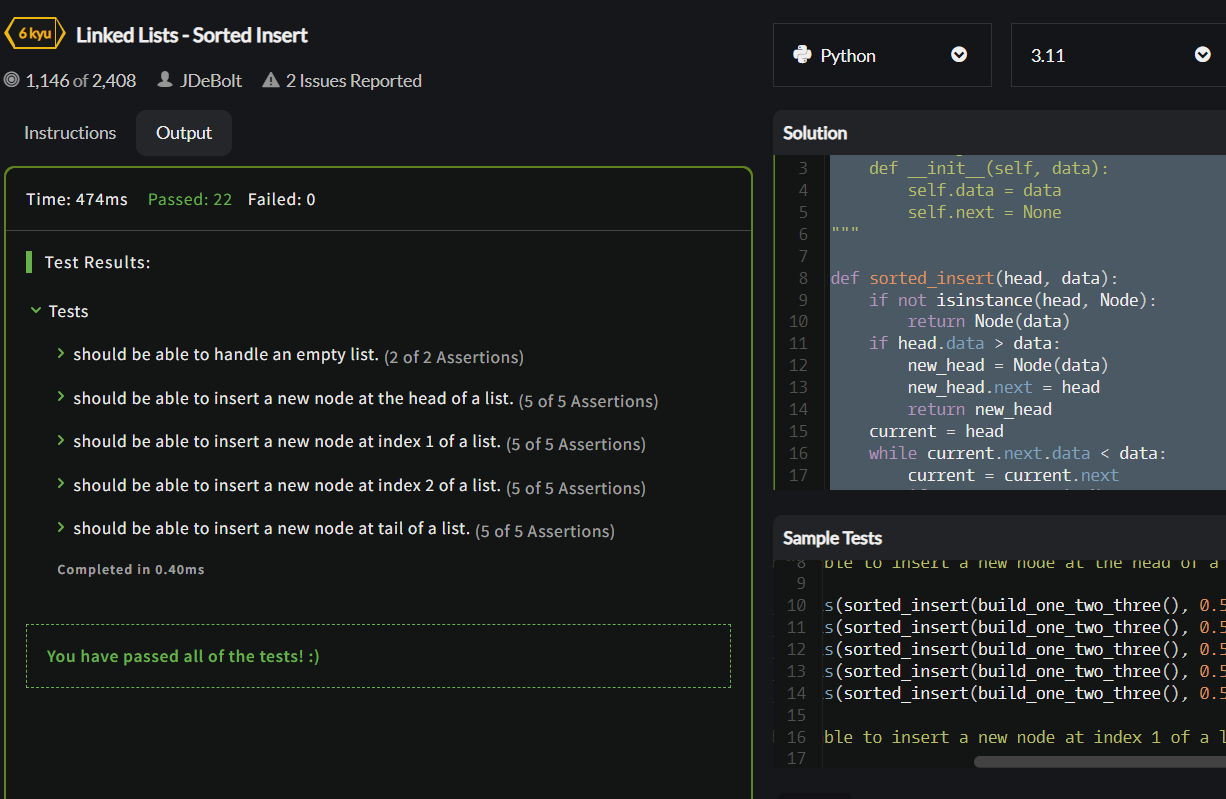 6 kyu Linked Lists - Sorted Insert
1,146 of 2,408 JDeBolt 2 Issues Reported
Instructions Output
Time: 474ms Passed: 22 Failed: 0
Test Results:
Tests
should be able to handle an empty list. (2 of 2 Assertions)
should be able to insert a new node at the head of a list. (5 of 5 Assertions)
should be able to insert a new node at index 1 of a list. (5 of 5 Assertions)
should be able to insert a new node at index 2 of a list. (5 of 5 Assertions)
should be able to insert a new node at tail of a list. (5 of 5 Assertions)
Completed in 0.40ms
You have passed all of the tests! :)
Python 3.11
Solution
3 def __init__(self, data):
4 self.data = data
5 self.next = None
6 """
7
8 def sorted_insert(head, data):
9 if not isinstance(head, Node):
10 return Node(data)
11 if head.data > data:
12 new_head = Node(data)
13 new_head.next = head
14 return new_head
15 current = head
16 while current.next.data < data:
17 current = current.next
Sample Tests
8 ble to insert a new node at the head of a
9
10 s(sorted_insert(build_one_two_three(), 0.5
11 s(sorted_insert(build_one_two_three(), 0.5
12 s(sorted_insert(build_one_two_three(), 0.5
13 s(sorted_insert(build_one_two_three(), 0.5
14 s(sorted_insert(build_one_two_three(), 0.5
15
16 ble to insert a new node at index 1 of a l
17